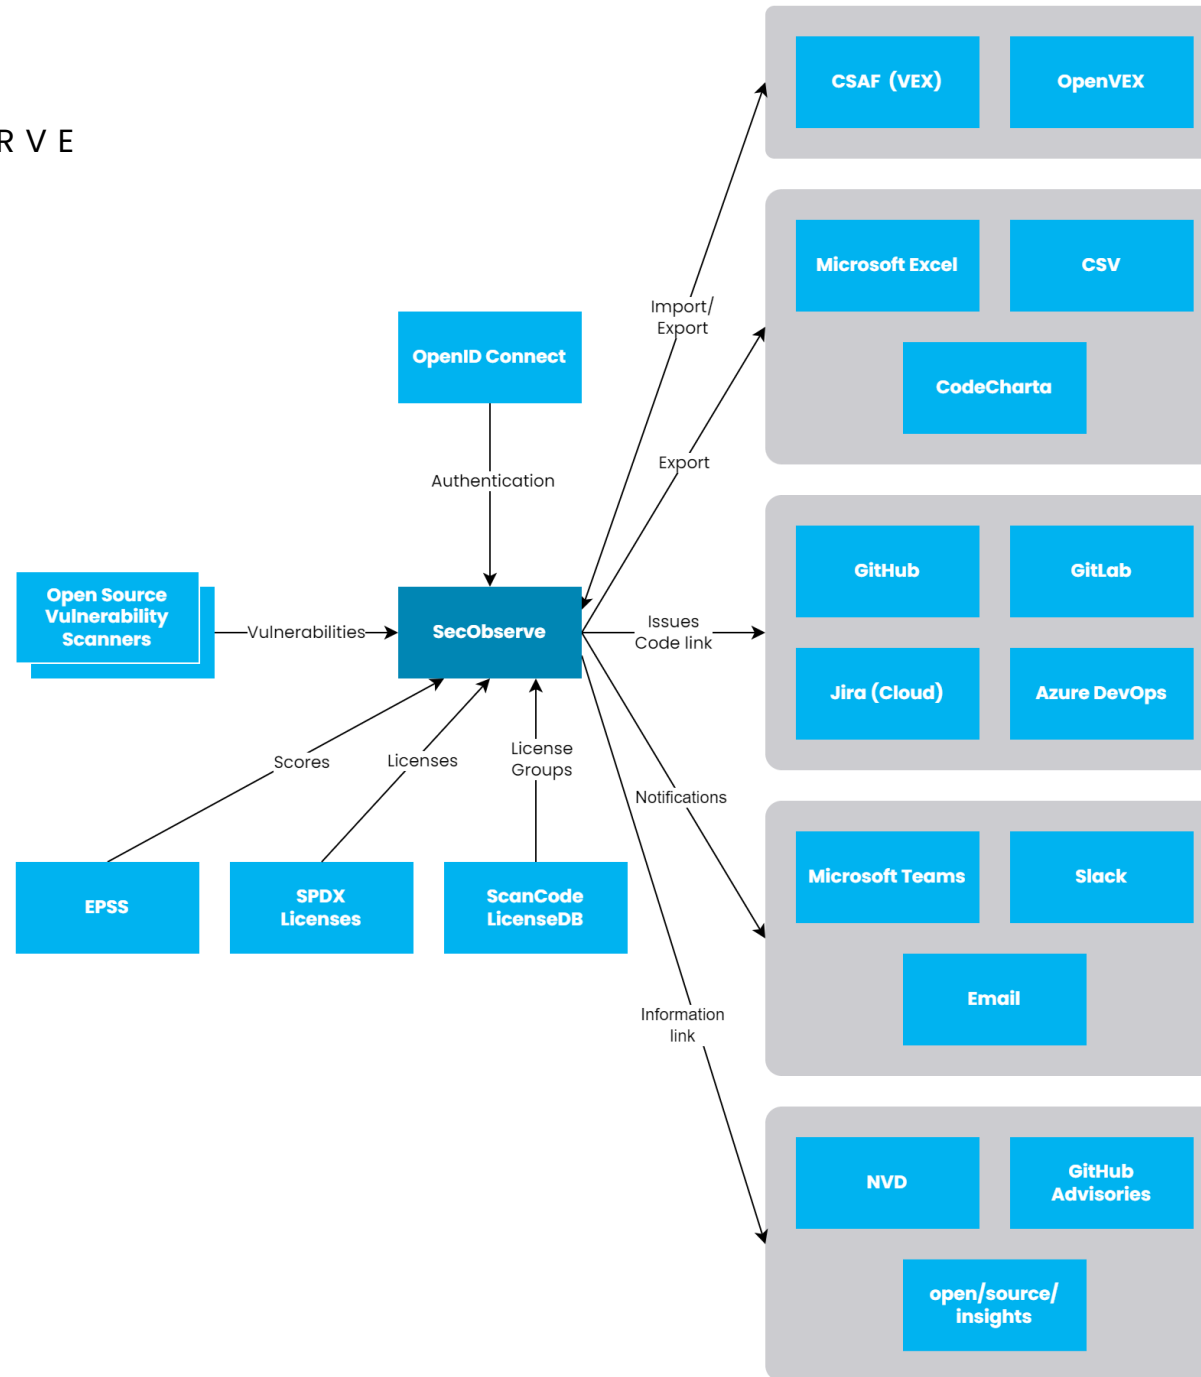 R V E
CSAF (VEX)
OpenVEX
Microsoft Excel
CSV
CodeCharta
Import/
Export
OpenID Connect
Export
Authentication
GitHub
GitLab
Jira (Cloud)
Azure DevOps
Open Source
Vulnerability
Scanners
Vulnerabilities
SecObserve
Issues
Code link
Scores
Licenses
License
Groups
Notifications
EPSS
SPDX
Licenses
ScanCode
LicenseDB
Microsoft Teams
Slack
Email
Information
link
NVD
GitHub
Advisories
open/source/
insights